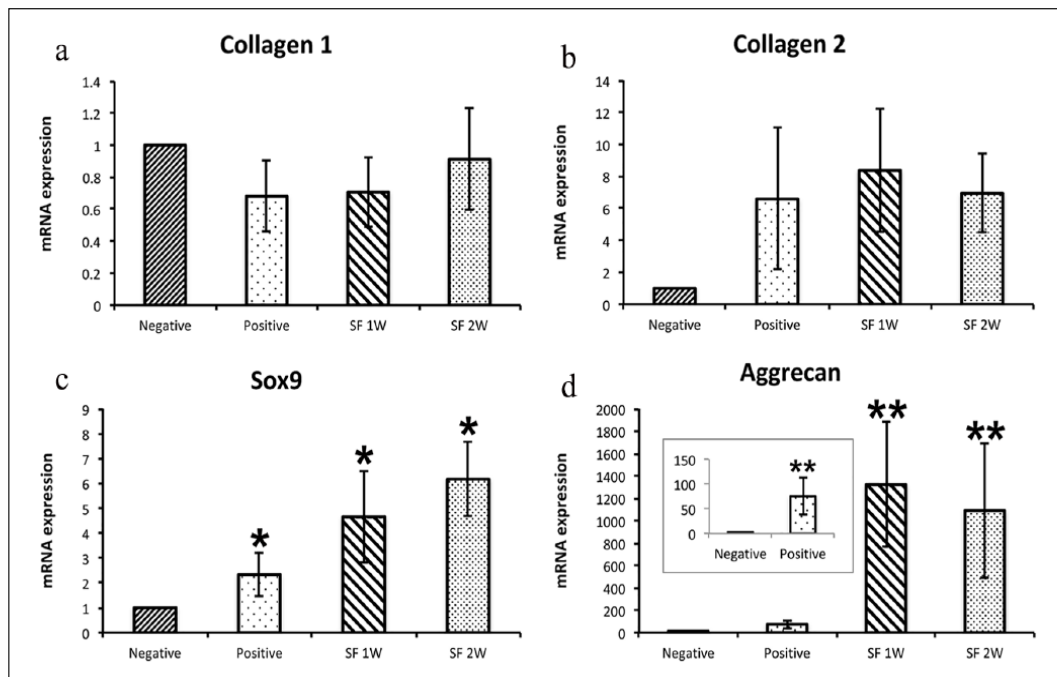 a
Collagen 1
mRNA expression
1.4
1.2
1
0.8
0.6
0.4
0.2
0
Negative
Positive
SF 1W
SF 2W
b
Collagen 2
mRNA expression
14
12
10
8
6
4
2
0
Negative
Positive
SF 1W
SF 2W
c
Sox9
mRNA expression
9
8
7
6
5
4
3
2
1
0
*
*
*
Negative
Positive
SF 1W
SF 2W
d
Aggrecan
mRNA expression
2000
1800
1600
1400
1200
1000
800
600
400
200
0
**
**
150
100
50
0
**
Negative
Positive
Negative
Positive
SF 1W
SF 2W